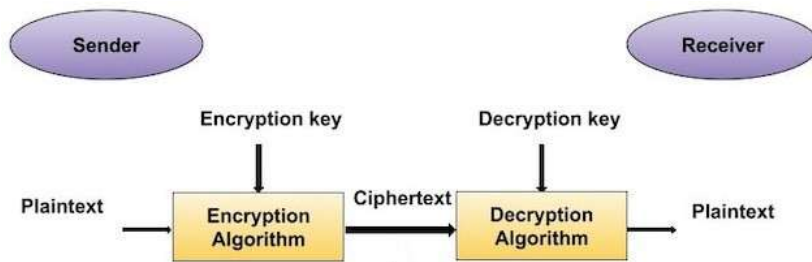 Sender
Receiver
Encryption key
Decryption key
Plaintext
Encryption
Algorithm
Ciphertext
Decryption
Algorithm
Plaintext